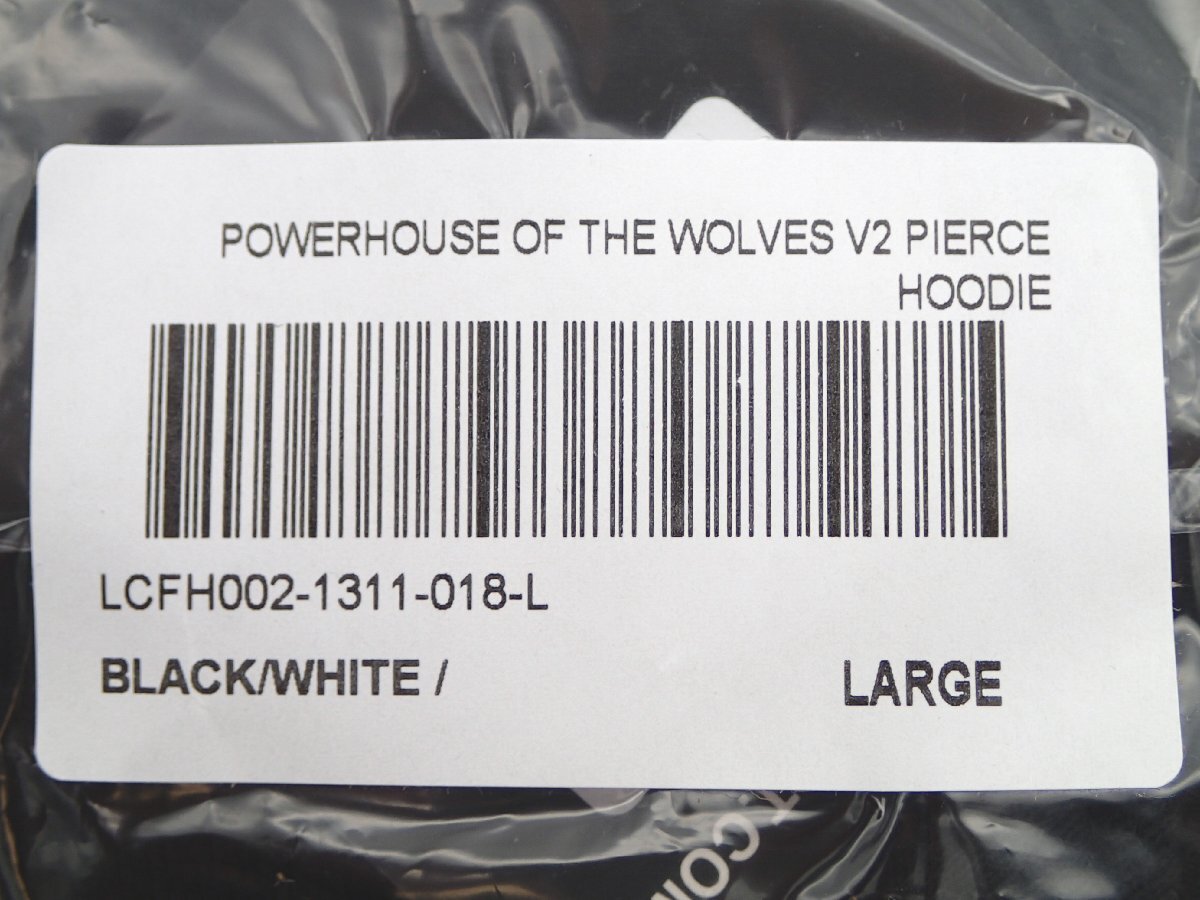 POWERHOUSE OF THE WOLVES V2 PIERCE
HOODIE
LCFH002-1311-018-L
BLACK/WHITE /
LARGE